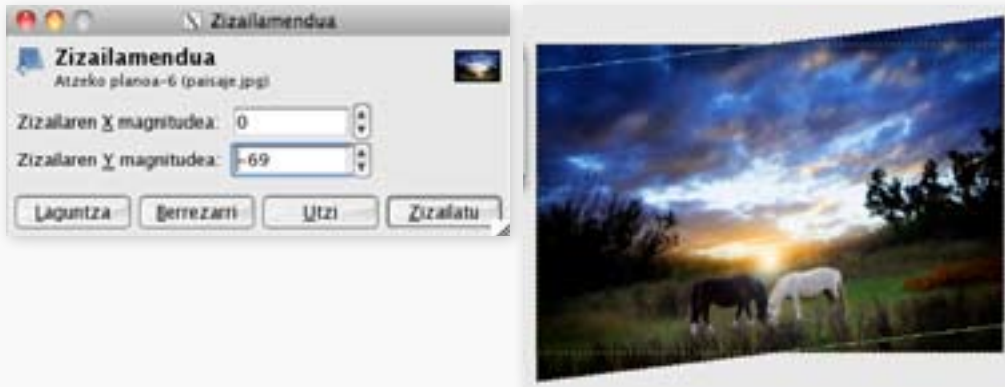 Zizailamendua
Zizailamendua
Atzeko planoa-6 (paisaje.jpg)
Zizailaren X magnitudea: 0
Zizailaren Y magnitudea: -69
Laguntza Berrezarri Utzi Zizailatu